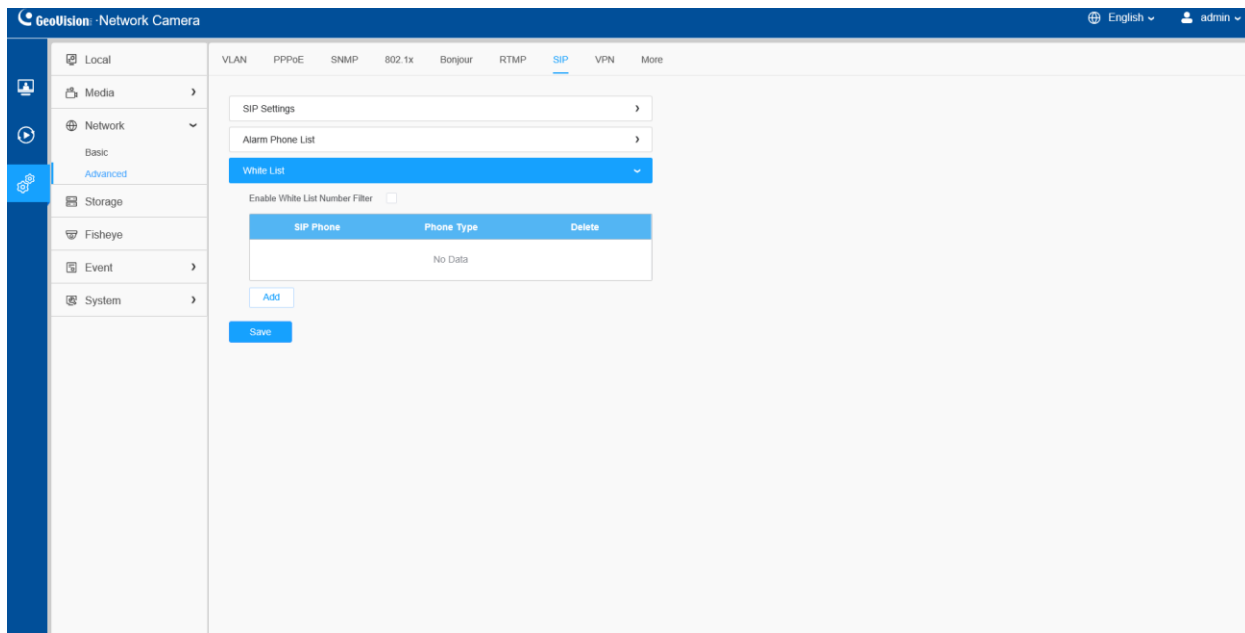 GeoVision · Network Camera
English
admin
Local
Media
Network
Basic
Advanced
Storage
Fisheye
Event
System
VLAN PPPoE SNMP 802.1x Bonjour RTMP SIP VPN More
SIP Settings
Alarm Phone List
White List
Enable White List Number Filter
SIP Phone Phone Type Delete
No Data
Add
Save